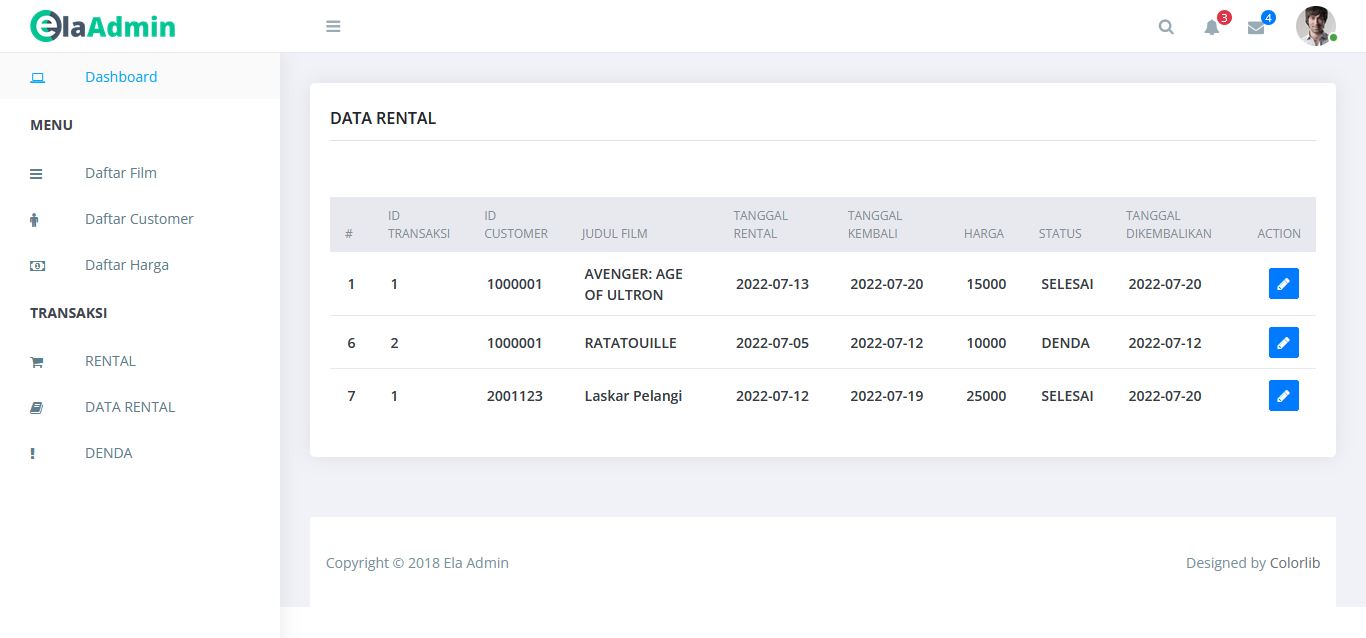 elaAdmin
3
4
Dashboard
MENU
Daftar Film
Daftar Customer
Daftar Harga
TRANSAKSI
RENTAL
DATA RENTAL
DENDA
DATA RENTAL
# ID TRANSAKSI ID CUSTOMER JUDUL FILM TANGGAL RENTAL TANGGAL KEMBALI HARGA STATUS TANGGAL DIKEMBALIKAN ACTION
1 1 1000001 AVENGER: AGE OF ULTRON 2022-07-13 2022-07-20 15000 SELESAI 2022-07-20
6 2 1000001 RATATOUILLE 2022-07-05 2022-07-12 10000 DENDA 2022-07-12
7 1 2001123 Laskar Pelangi 2022-07-12 2022-07-19 25000 SELESAI 2022-07-20
Copyright © 2018 Ela Admin
Designed by Colorlib